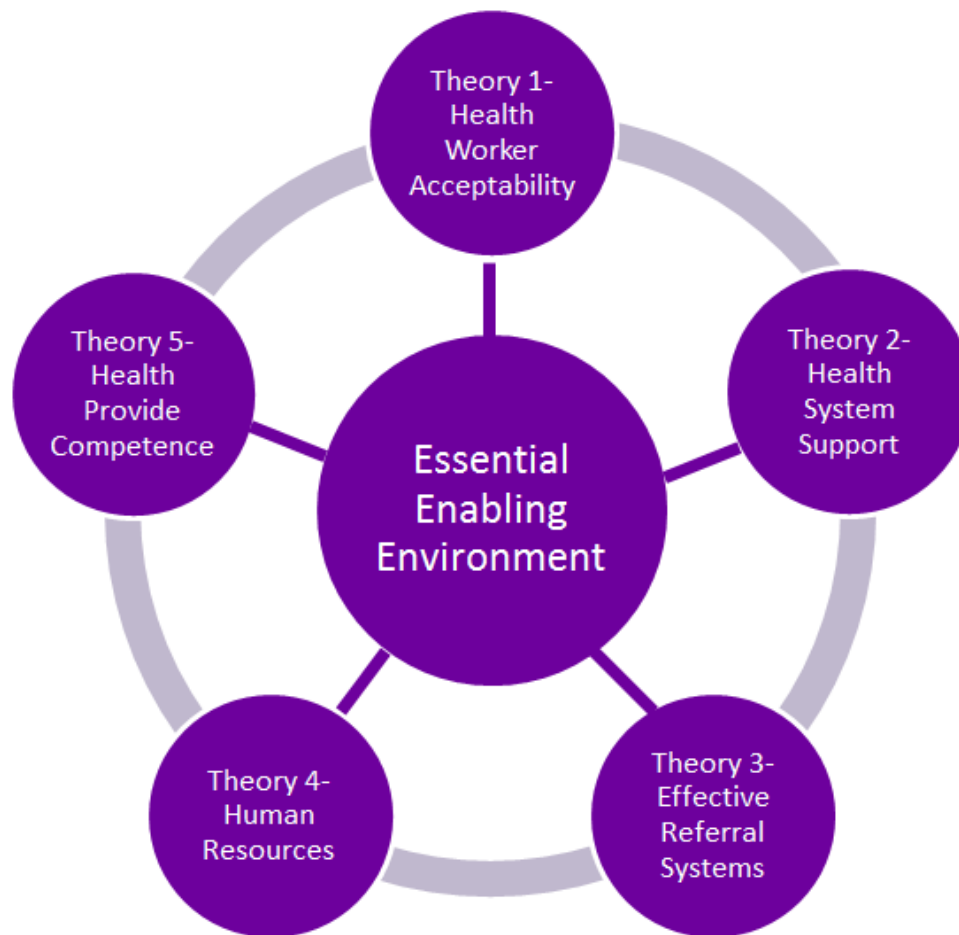 Theory 1-
Health
Worker
Acceptability
Theory 2-
Health
System
Support
Theory 3-
Effective
Referral
Systems
Theory 4-
Human
Resources
Theory 5-
Health
Provide
Competence
Essential
Enabling
Environment